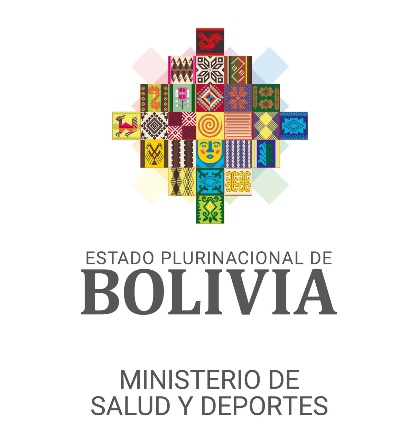 ESTADO PLURINACIONAL DE
BOLIVIA
MINISTERIO DE
SALUD Y DEPORTES